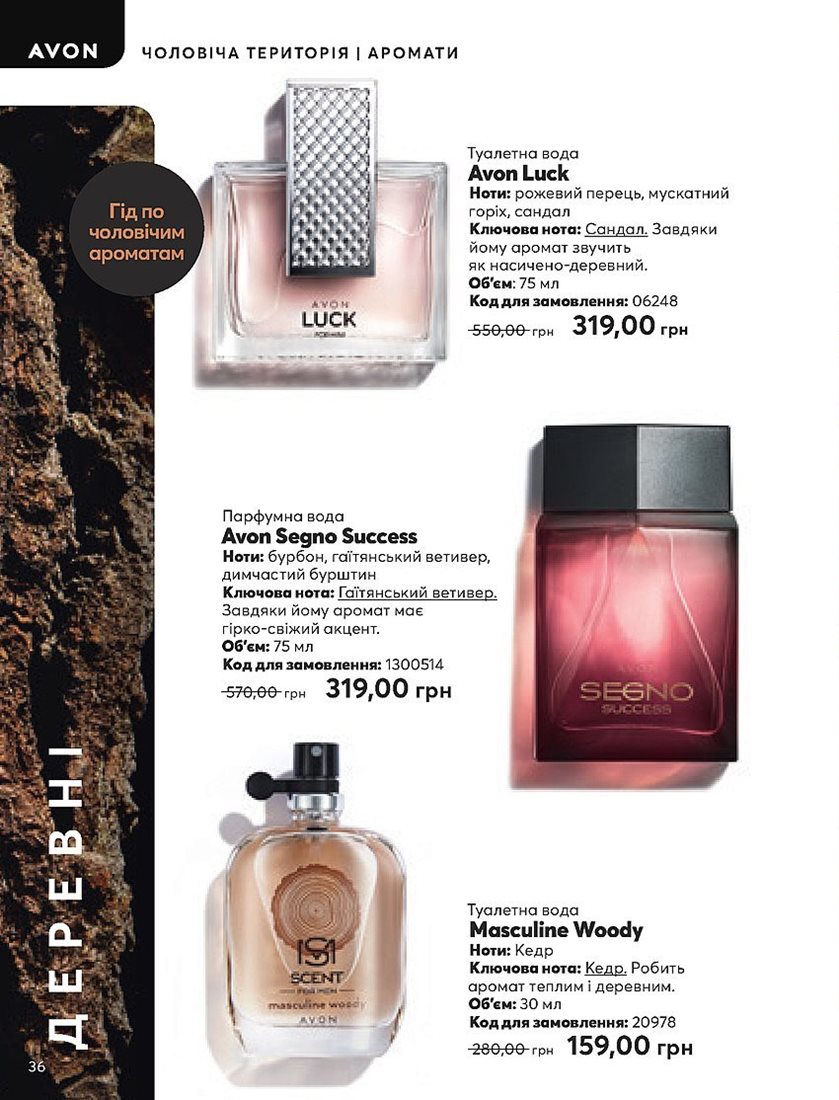 AVON
ЧОЛОВІЧА ТЕРИТОРІЯ | АРОМАТИ
Гід по
чоловічим
ароматам
AVON
LUCK
FOR HIM
Туалетна вода
Avon Luck
Ноти: рожевий перець, мускатний
горіх, сандал
Ключова нота: Сандал. Завдяки
йому аромат звучить
як насичено-деревний.
Об'єм: 75 мл
Код для замовлення: 06248
550,00 грн 319,00 грн
Парфумна вода
Avon Segno Success
Ноти: бурбон, гаїтянський ветивер,
димчастий бурштин
Ключова нота: Гаїтянський ветивер.
Завдяки йому аромат має
гірко-свіжий акцент.
Об'єм: 75 мл
Код для замовлення: 1300514
570,00 грн 319,00 грн
AVON
SEGNO
SUCCESS
ДЕРЕВНІ
SCENT
FOR MEN
masculine woody
AVON
Туалетна вода
Masculine Woody
Ноти: Кедр
Ключова нота: Кедр. Робить
аромат теплим і деревним.
Об'єм: 30 мл
Код для замовлення: 20978
280,00 грн 159,00 грн
36